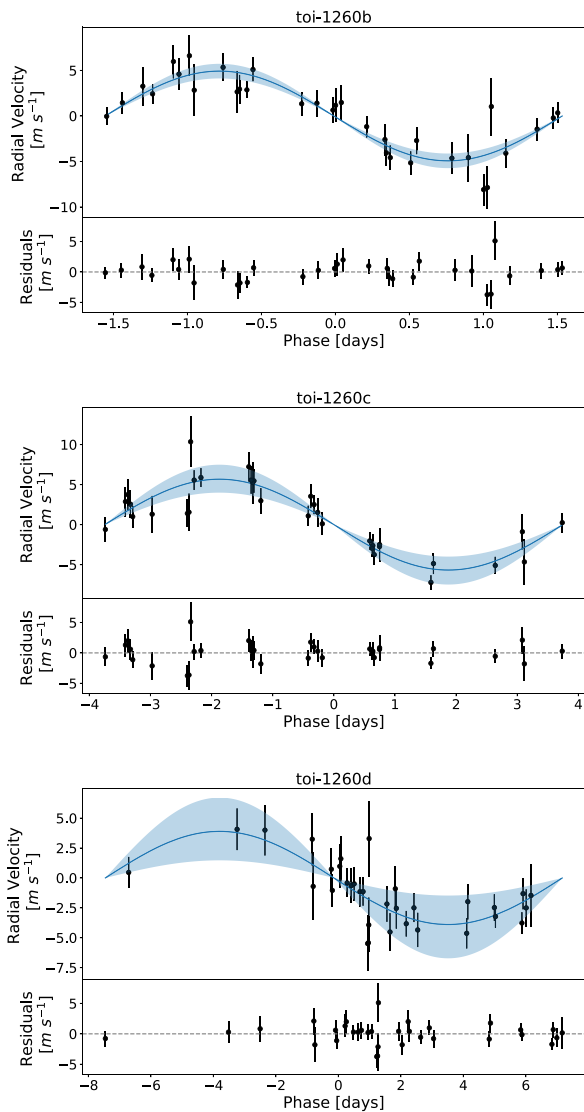 toi-1260b
5
0
−5
−10
Radial Velocity
[m s⁻¹]
5
0
−5
Residuals
[m s⁻¹]
−1.5 −1.0 −0.5 0.0 0.5 1.0 1.5
Phase [days]
toi-1260c
10
5
0
−5
Radial Velocity
[m s⁻¹]
5
0
−5
Residuals
[m s⁻¹]
−4 −3 −2 −1 0 1 2 3 4
Phase [days]
toi-1260d
5.0
2.5
0.0
−2.5
−5.0
−7.5
Radial Velocity
[m s⁻¹]
5
0
−5
Residuals
[m s⁻¹]
−8 −6 −4 −2 0 2 4 6
Phase [days]